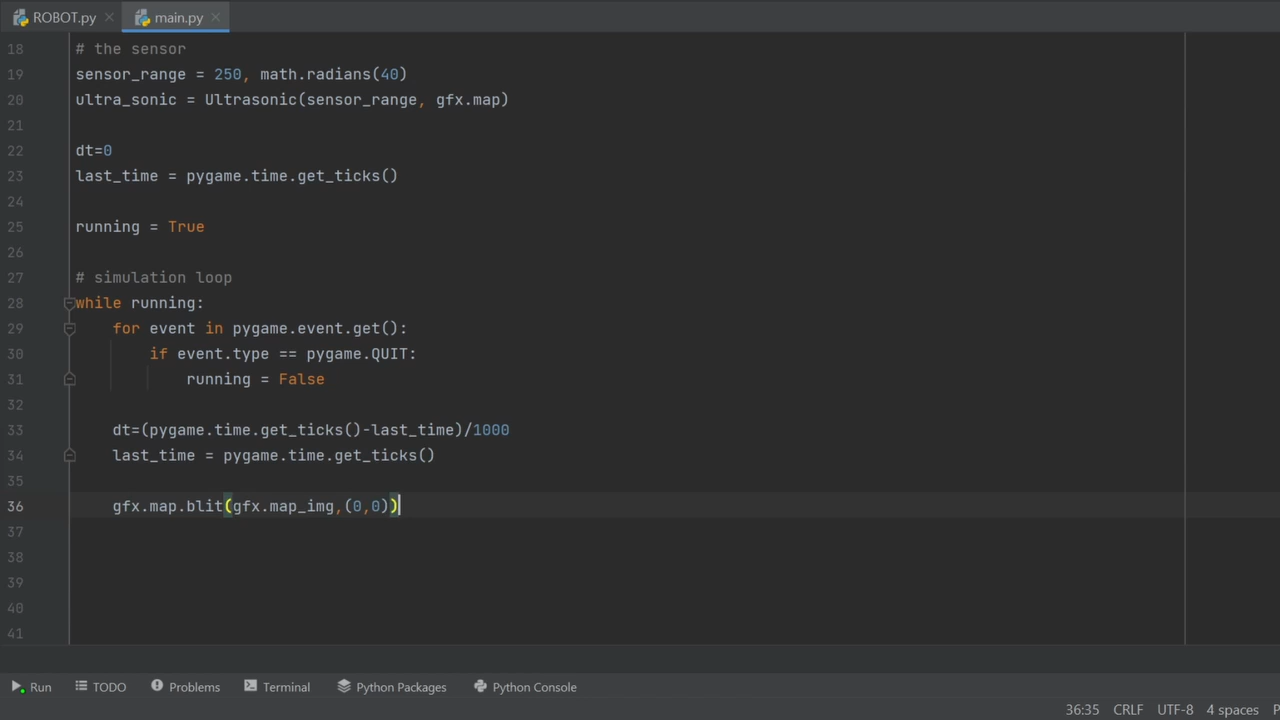 ROBOT.py main.py
18 # the sensor
19 sensor_range = 250, math.radians(40)
20 ultra_sonic = Ultrasonic(sensor_range, gfx.map)
21
22 dt=0
23 last_time = pygame.time.get_ticks()
24
25 running = True
26
27 # simulation loop
28 while running:
29 for event in pygame.event.get():
30 if event.type == pygame.QUIT:
31 running = False
32
33 dt=(pygame.time.get_ticks()-last_time)/1000
34 last_time = pygame.time.get_ticks()
35
36 gfx.map.blit(gfx.map_img,(0,0))
37
38
39
40
41
Run TODO Problems Terminal Python Packages Python Console
36:35 CRLF UTF-8 4 spaces P